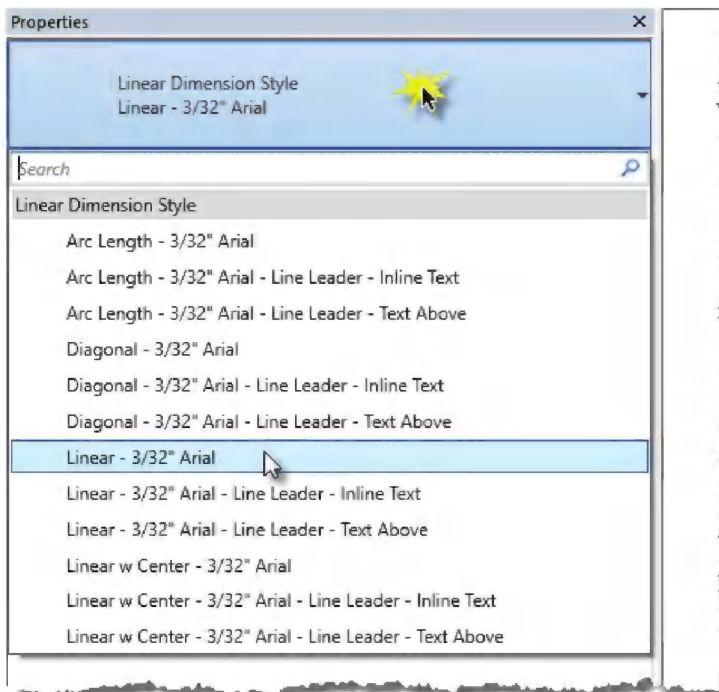 Properties
Linear Dimension Style
Linear - 3/32" Arial
Search
Linear Dimension Style
Arc Length - 3/32" Arial
Arc Length - 3/32" Arial - Line Leader - Inline Text
Arc Length - 3/32" Arial - Line Leader - Text Above
Diagonal - 3/32" Arial
Diagonal - 3/32" Arial - Line Leader - Inline Text
Diagonal - 3/32" Arial - Line Leader - Text Above
Linear - 3/32" Arial
Linear - 3/32" Arial - Line Leader - Inline Text
Linear - 3/32" Arial - Line Leader - Text Above
Linear w Center - 3/32" Arial
Linear w Center - 3/32" Arial - Line Leader - Inline Text
Linear w Center - 3/32" Arial - Line Leader - Text Above